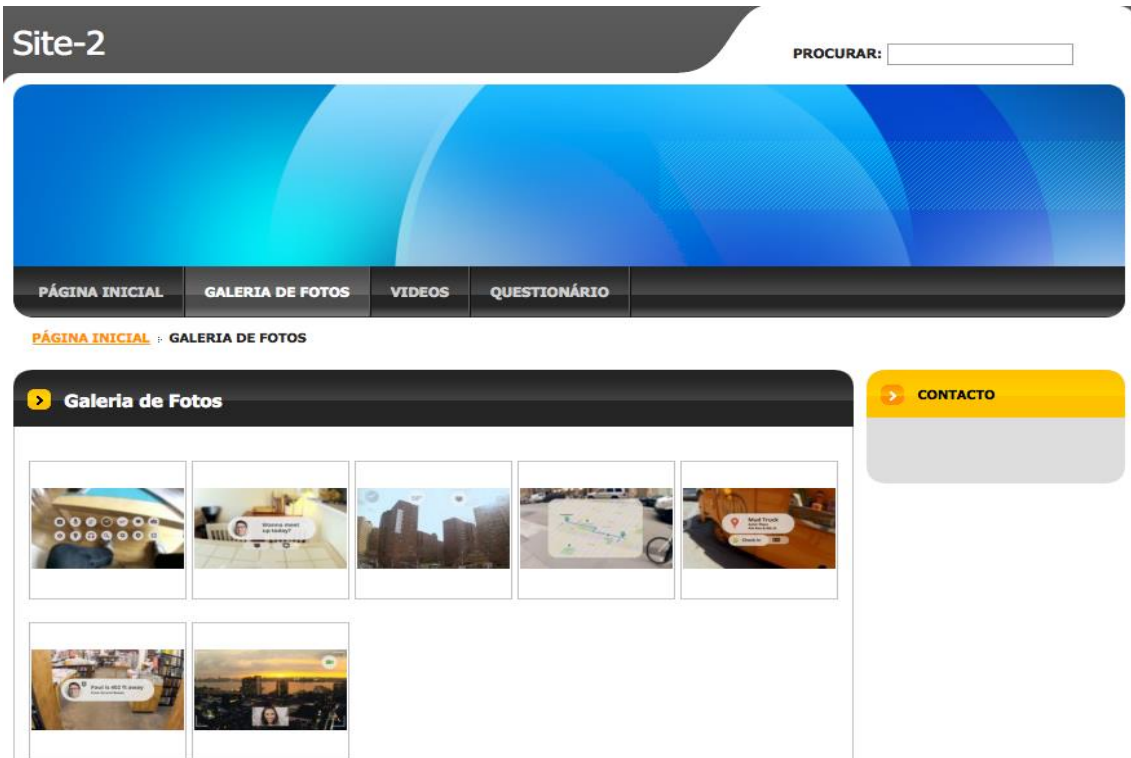 Site-2
PROCURAR:
PÁGINA INICIAL
GALERIA DE FOTOS
VIDEOS
QUESTIONÁRIO
PÁGINA INICIAL
GALERIA DE FOTOS
Galeria de Fotos
CONTACTO
Wanna meet
up today?
Mud Truck
Check in
Paul is 402 ft away